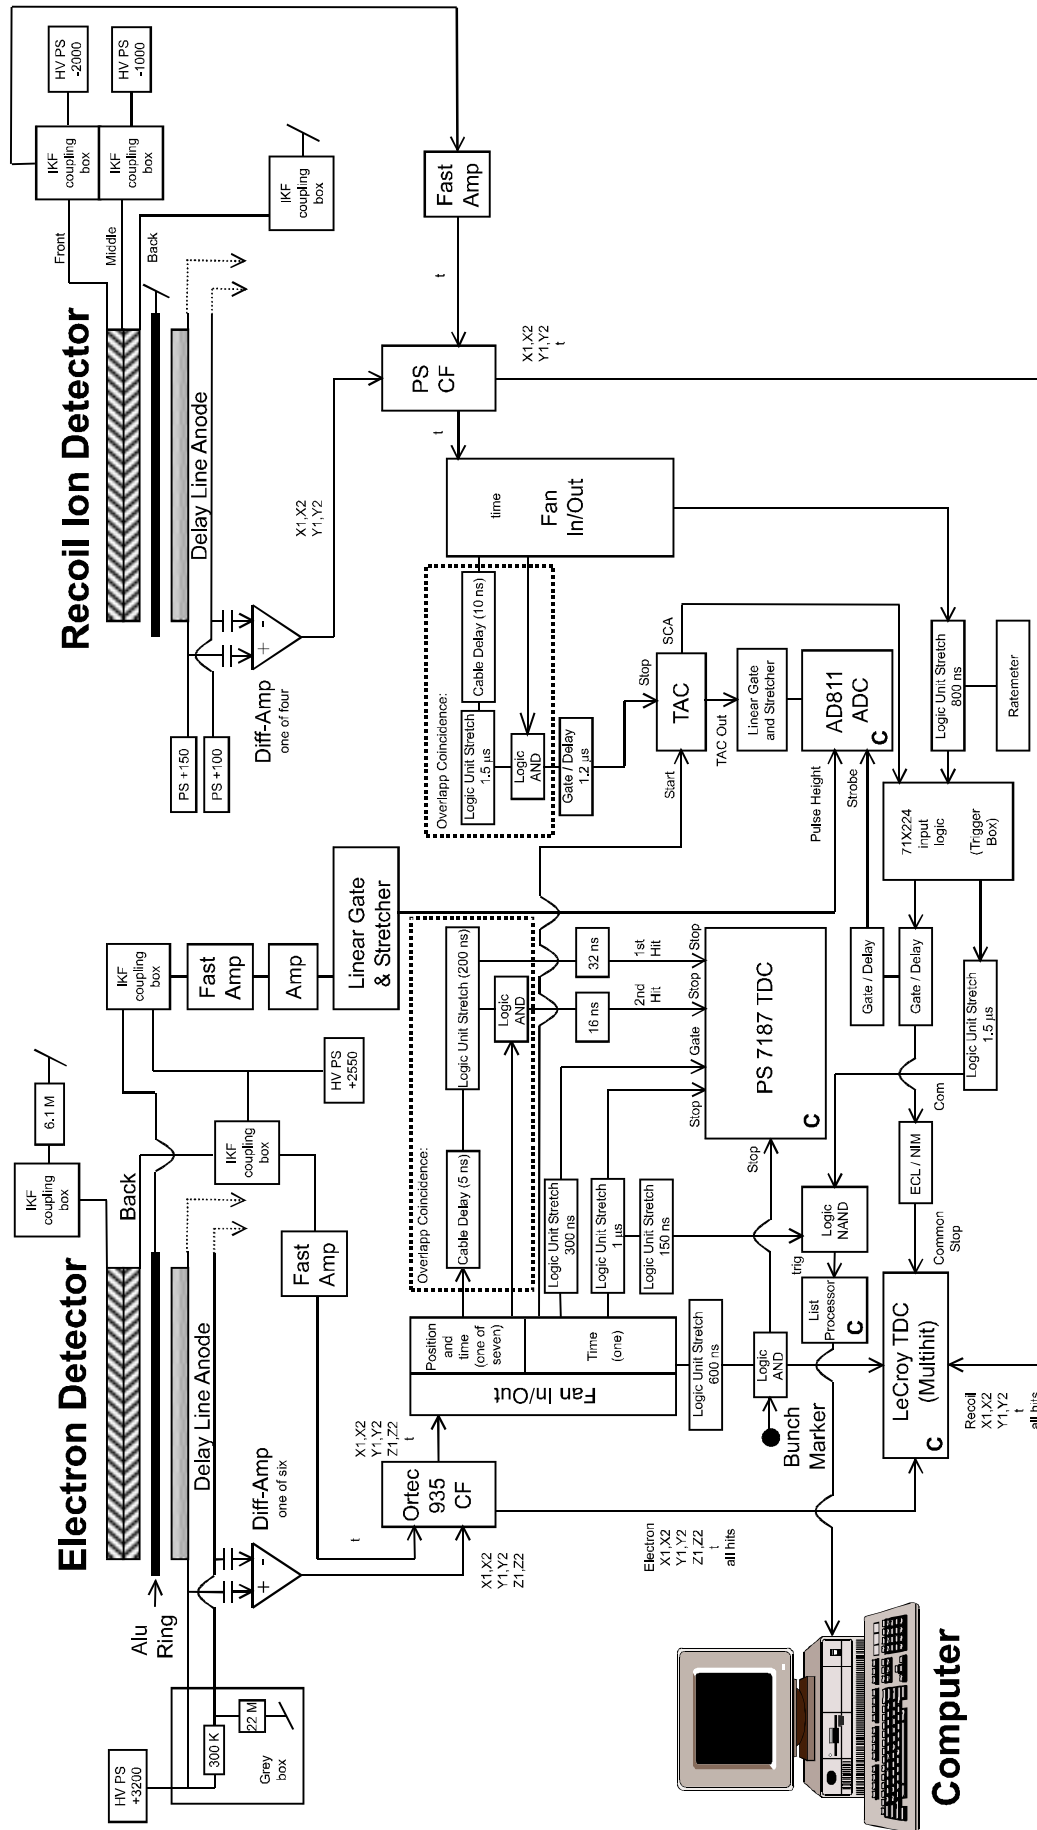 Electron Detector
Recoil Ion Detector
HV PS
+3200
300 K
22 M
Grey
box
Alu
Ring
Delay Line Anode
Diff-Amp
one of six
+
-
Back
IKF
coupling
box
6.1 M
IKF
coupling
box
HV PS
+2550
IKF
coupling
box
Fast
Amp
Amp
Linear Gate
& Stretcher
Fast
Amp
t
X1,X2
Y1,Y2
Z1,Z2
Ortec
935
CF
X1,X2
Y1,Y2
Z1,Z2
t
Fan In/Out
Position
and
time
(one of
seven)
Time
(one)
Overlapp Coincidence:
Cable Delay (5 ns)
Logic Unit Stretch (200 ns)
Logic
AND
32 ns
16 ns
1st
Hit
2nd
Hit
Stop
Stop
Gate
Stop
Stop
Logic Unit Stretch
300 ns
Logic Unit Stretch
1 µs
Logic Unit Stretch
150 ns
Logic Unit Stretch
600 ns
PS 7187 TDC
C
Bunch
Marker
Logic
AND
Logic
NAND
trig
List
Processor
C
LeCroy TDC
(Multihit)
C
Common
Stop
ECL / NIM
Com
Electron
X1,X2
Y1,Y2
Z1,Z2
t
all hits
Recoil
X1,X2
Y1,Y2
t
all hits
Computer
PS +150
PS +100
Delay Line Anode
Diff-Amp
one of four
+
-
Front
Middle
Back
IKF
coupling
box
IKF
coupling
box
HV PS
-2000
HV PS
-1000
IKF
coupling
box
Fast
Amp
t
X1,X2
Y1,Y2
PS
CF
X1,X2
Y1,Y2
t
t
time
Fan
In/Out
Overlapp Coincidence:
Cable Delay (10 ns)
Logic Unit Stretch
1.5 µs
Logic
AND
Gate / Delay
1.2 µs
Stop
Start
TAC
SCA
TAC Out
Linear Gate
and Stretcher
AD811
ADC
C
Pulse Height
Strobe
Logic Unit Stretch
800 ns
Ratemeter
71X224
input
logic
(Trigger
Box)
Gate / Delay
Gate / Delay
Logic Unit Stretch
1.5 µs